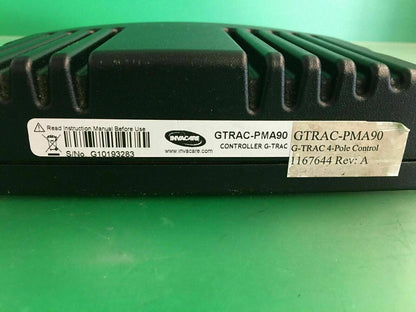 Read Instruction Manual Before Use
S/No. G10193283
INVACARE
www.invacare.com
GTRAC-PMA90
CONTROLLER G-TRAC
GTRAC-PMA90
G-TRAC 4-Pole Control
1167644 Rev: A